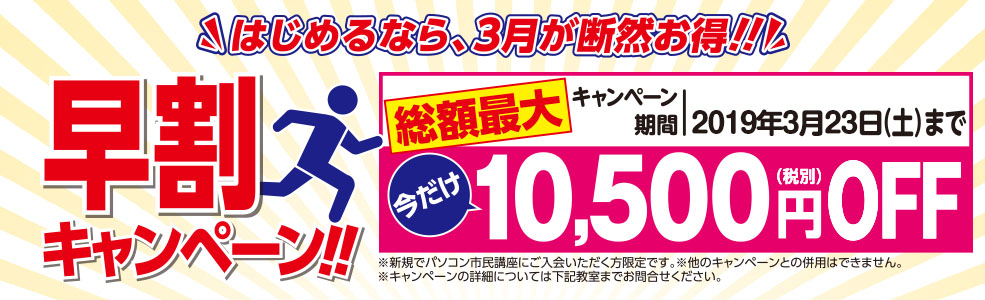 はじめるなら、3月が断然お得!!
早割
キャンペーン!!
総額最大
キャンペーン
期間
2019年3月23日(土)まで
今だけ
10,500円(税別)OFF
※新規でパソコン市民講座にご入会いただく方限定です。※他のキャンペーンとの併用はできません。
※キャンペーンの詳細については下記教室までお問合せください。